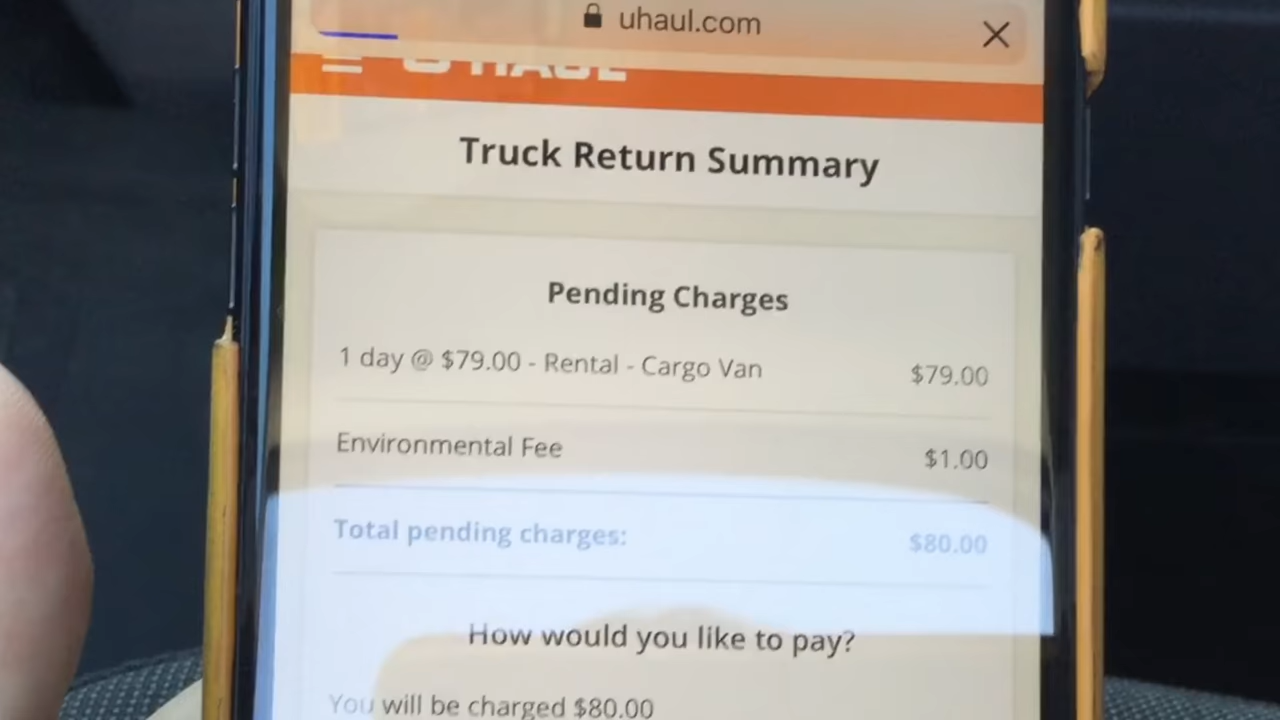 uhaul.com
U-HAUL
Truck Return Summary
Pending Charges
1 day @ $79.00 - Rental - Cargo Van $79.00
Environmental Fee $1.00
Total pending charges: $80.00
How would you like to pay?
You will be charged $80.00